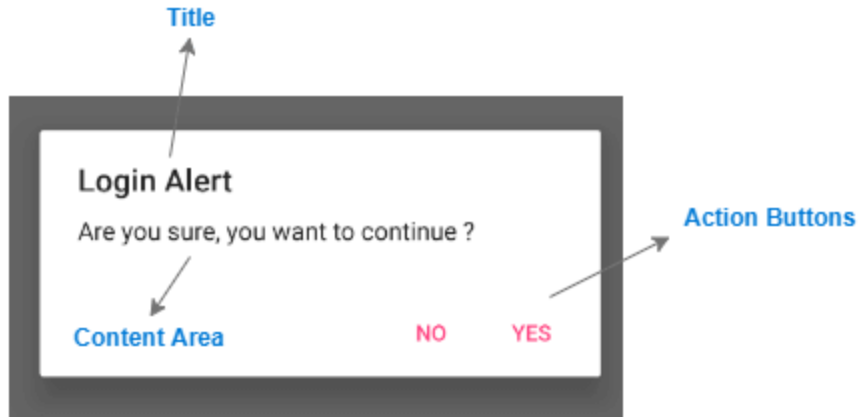 Title
Login Alert
Are you sure, you want to continue ?
Action Buttons
Content Area
NO
YES